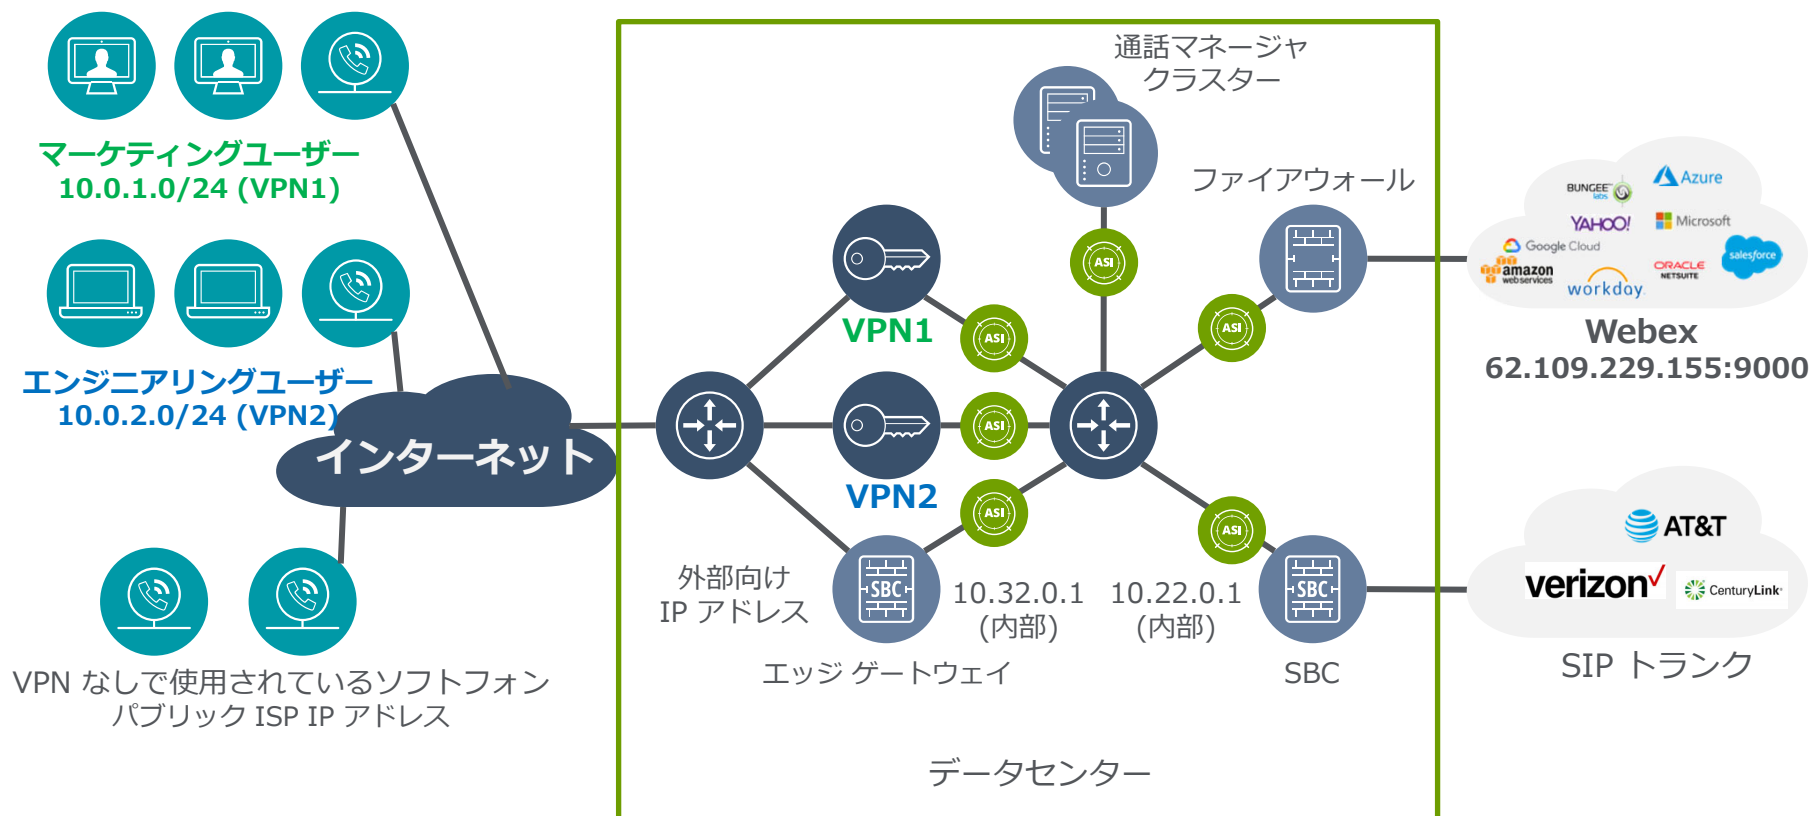 マーケティングユーザー
10.0.1.0/24 (VPN1)
エンジニアリングユーザー
10.0.2.0/24 (VPN2)
インターネット
VPN なしで使用されているソフトフォン
パブリック ISP IP アドレス
通話マネージャ
クラスター
ファイアウォール
ASI
ASI
ASI
VPN1
ASI
VPN2
ASI
ASI
SBC
SBC
外部向け
IP アドレス
10.32.0.1
(内部)
10.22.0.1
(内部)
エッジ ゲートウェイ
SBC
データセンター
BUNGEE
labs
Azure
YAHOO!
Microsoft
Google Cloud
salesforce
amazon
webservices
workday.
ORACLE
NETSUITE
Webex
62.109.229.155:9000
AT&T
verizon
CenturyLink
SIP トランク